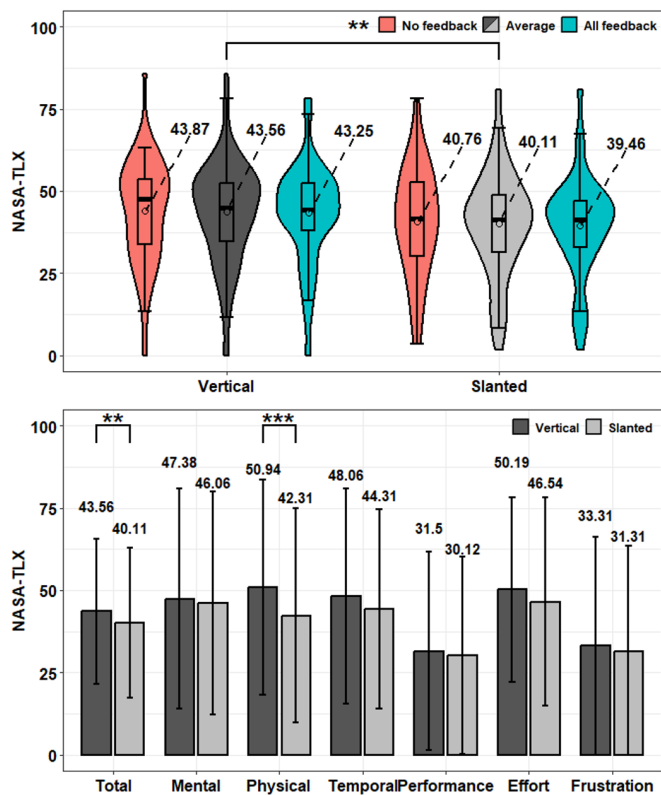 100
** No feedback Average All feedback
75
43.87 43.56 43.25 40.76 40.11 39.46
NASA-TLX
50
25
0
Vertical Slanted
100
** *** Vertical Slanted
47.38 46.06 50.94 48.06 50.19 46.54
75
43.56 40.11 42.31 44.31 31.5 30.12 33.31 31.31
NASA-TLX
50
25
0
Total Mental Physical Temporal Performance Effort Frustration